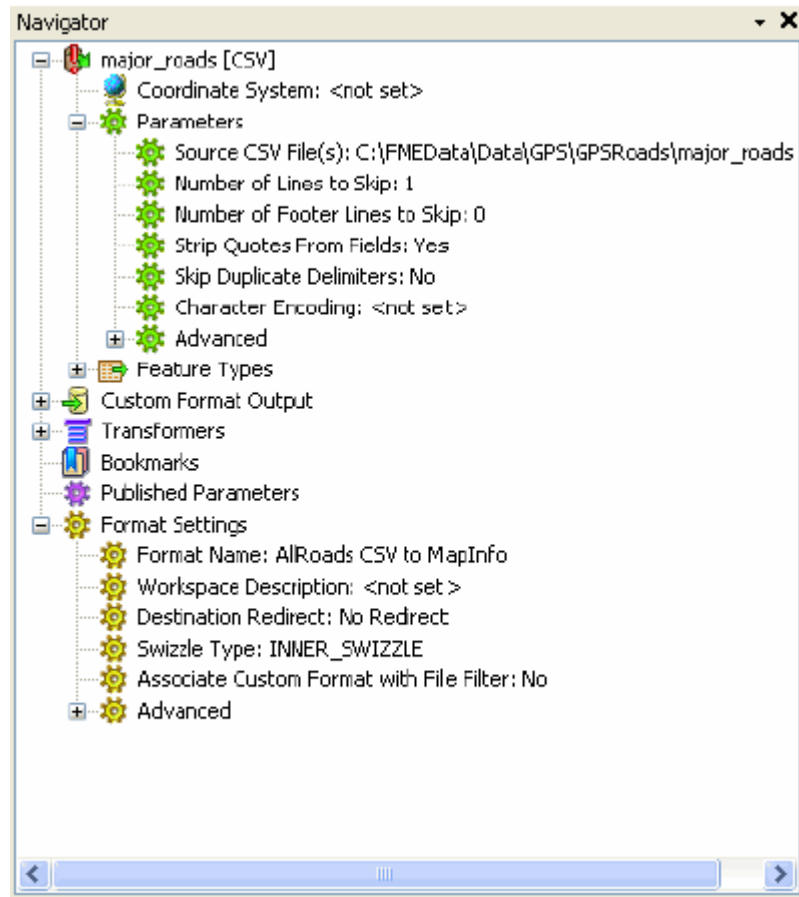 Navigator
major_roads [CSV]
Coordinate System: <not set>
Parameters
Source CSV File(s): C:\FMEData\Data\GPS\GPSRoads\major_roads
Number of Lines to Skip: 1
Number of Footer Lines to Skip: 0
Strip Quotes From Fields: Yes
Skip Duplicate Delimiters: No
Character Encoding: <not set>
Advanced
Feature Types
Custom Format Output
Transformers
Bookmarks
Published Parameters
Format Settings
Format Name: AllRoads CSV to MapInfo
Workspace Description: <not set>
Destination Redirect: No Redirect
Swizzle Type: INNER_SWIZZLE
Associate Custom Format with File Filter: No
Advanced